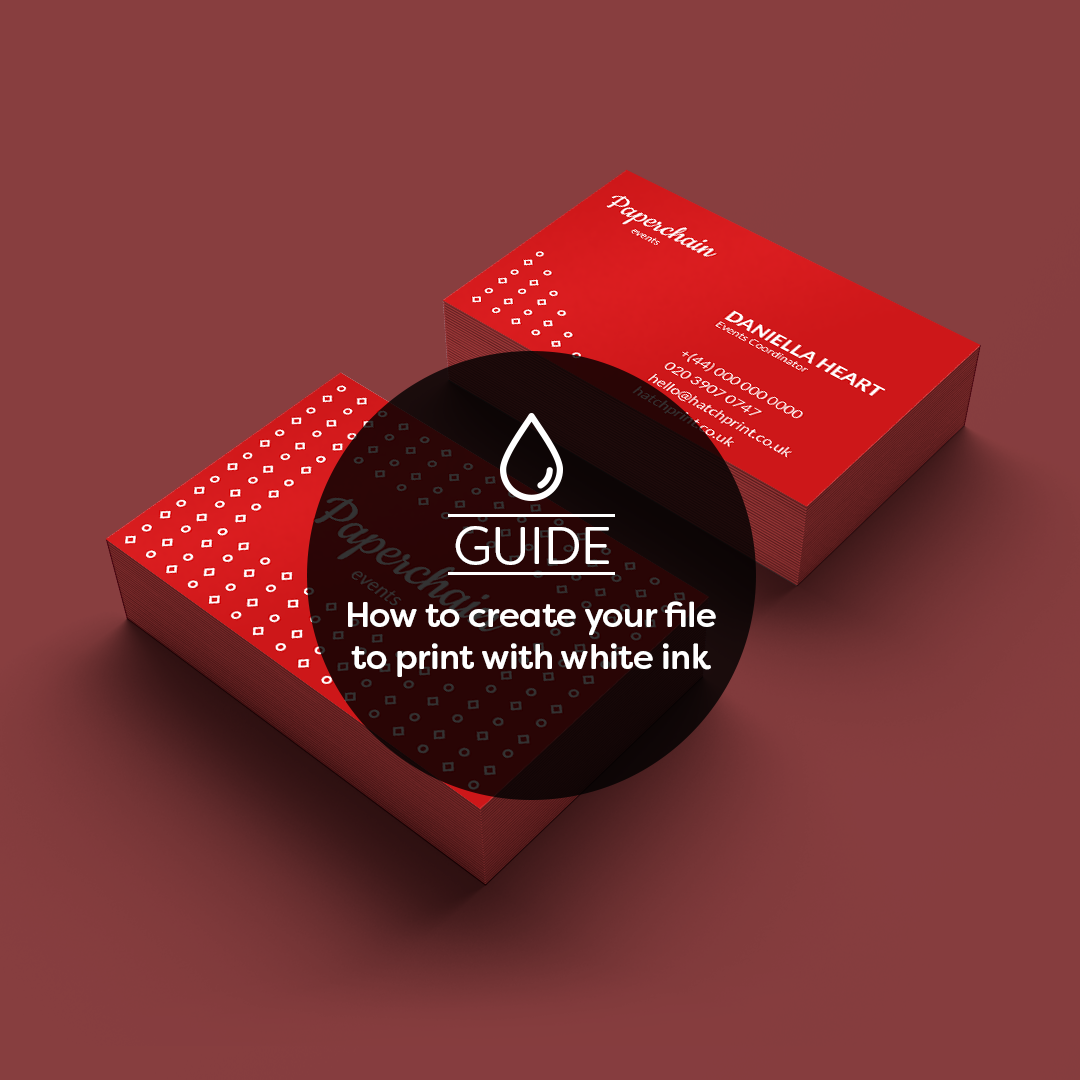 Paperchain
events
DANIELLA HEART
Events Coordinator
+(44) 000 000 0000
020 3907 0747
hello@hatchprint.co.uk
hatchprint.co.uk
Paperchain
events
GUIDE
How to create your file
to print with white ink